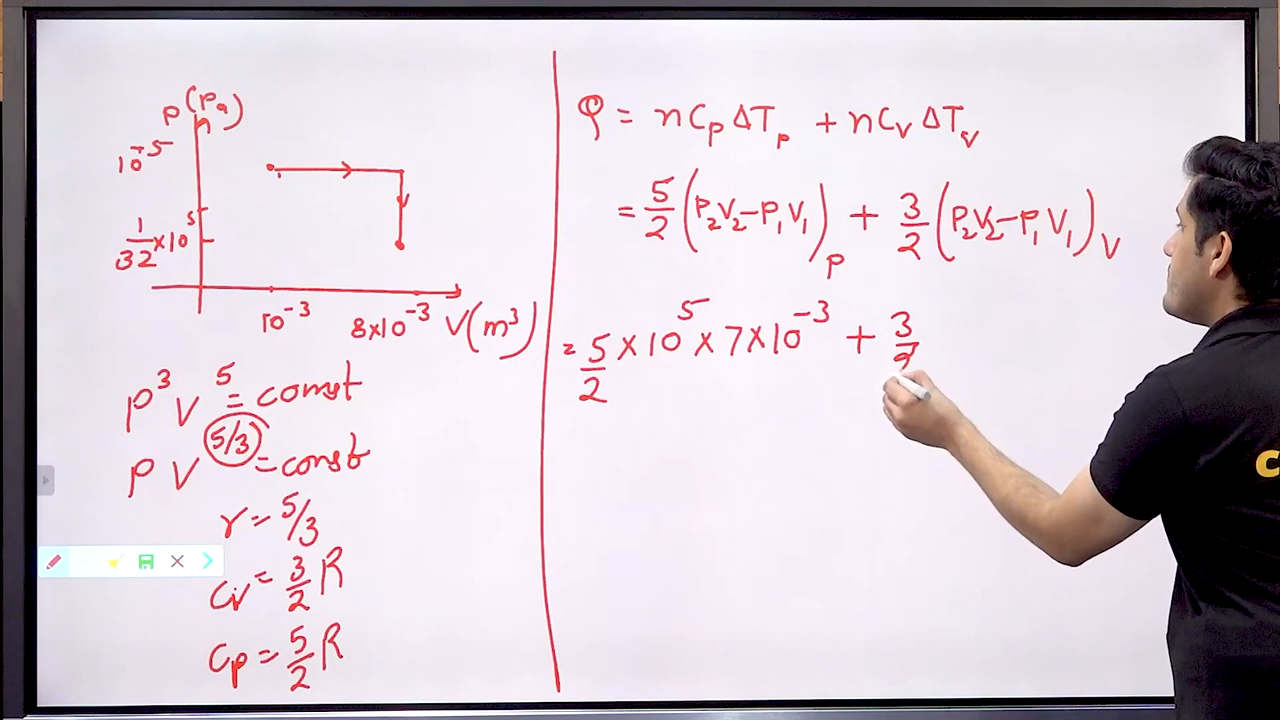 P (Pa)
10^-5
1/32 × 10^5
10^-3 8×10^-3 V(m^3)
P^3 V^5 = const
P V^(5/3) = const
γ = 5/3
Cv = 3/2 R
Cp = 5/2 R
Q = nCpΔTp + nCvΔTv
= 5/2 (P2V2-P1V1)p + 3/2 (P2V2-P1V1)v
= 5/2 × 10^5 × 7×10^-3 + 3/2
C